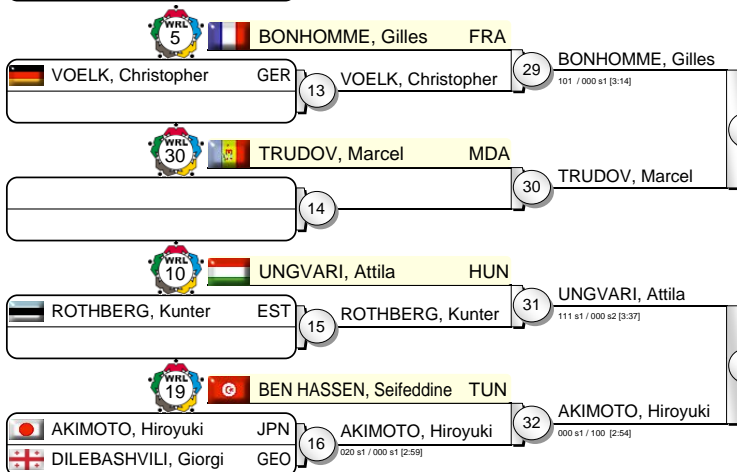 WRL
5
BONHOMME, Gilles FRA
VOELK, Christopher GER
13
VOELK, Christopher
29
BONHOMME, Gilles
101 / 000 s1 [3:14]
WRL
30
TRUDOV, Marcel MDA
14
30
TRUDOV, Marcel
WRL
10
UNGVARI, Attila HUN
ROTHBERG, Kunter EST
15
ROTHBERG, Kunter
31
UNGVARI, Attila
111 s1 / 000 s2 [3:37]
WRL
19
BEN HASSEN, Seifeddine TUN
AKIMOTO, Hiroyuki JPN
DILEBASHVILI, Giorgi GEO
16
AKIMOTO, Hiroyuki
020 s1 / 000 s1 [2:59]
32
AKIMOTO, Hiroyuki
000 s1 / 100 [2:54]